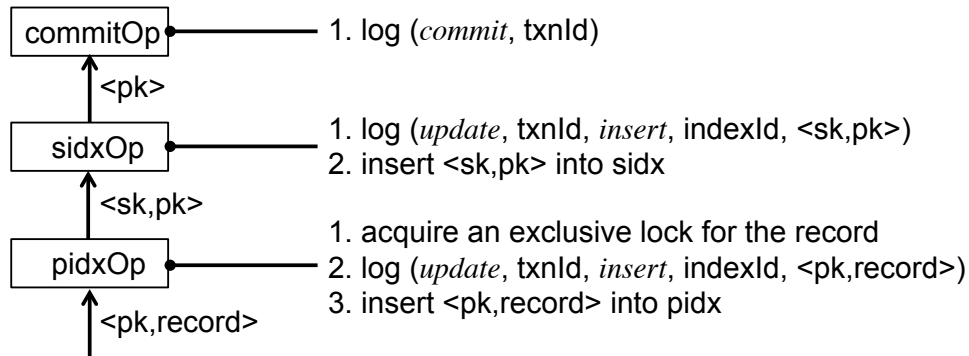 commitOp
1. log (commit, txnId)
<pk>
sidxOp
1. log (update, txnId, insert, indexId, <sk,pk>)
2. insert <sk,pk> into sidx
<sk,pk>
pidxOp
1. acquire an exclusive lock for the record
2. log (update, txnId, insert, indexId, <pk,record>)
3. insert <pk,record> into pidx
<pk,record>